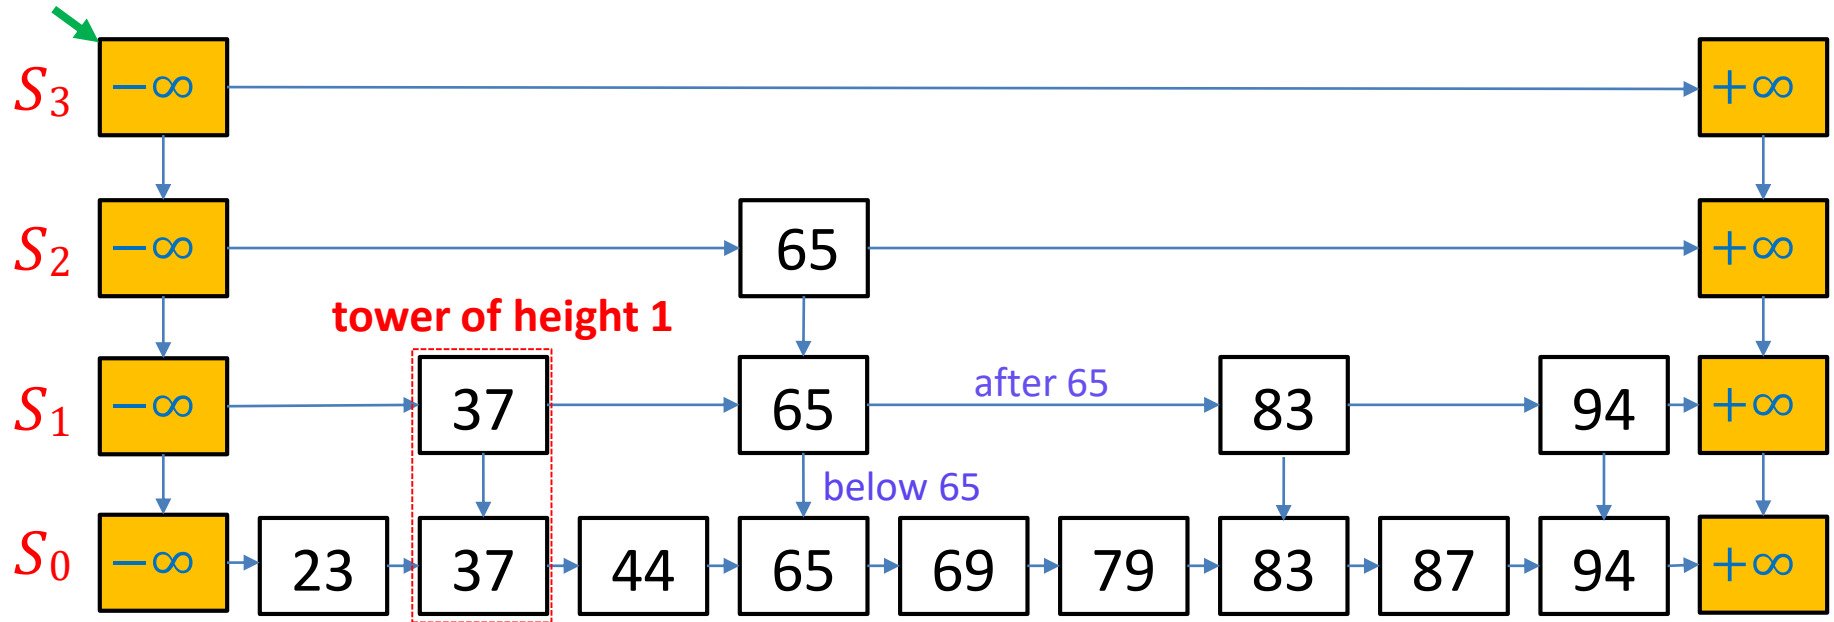 S₃ −∞ +∞
S₂ −∞ 65 +∞
tower of height 1
S₁ −∞ 37 65 after 65 83 94 +∞
below 65
S₀ −∞ 23 37 44 65 69 79 83 87 94 +∞